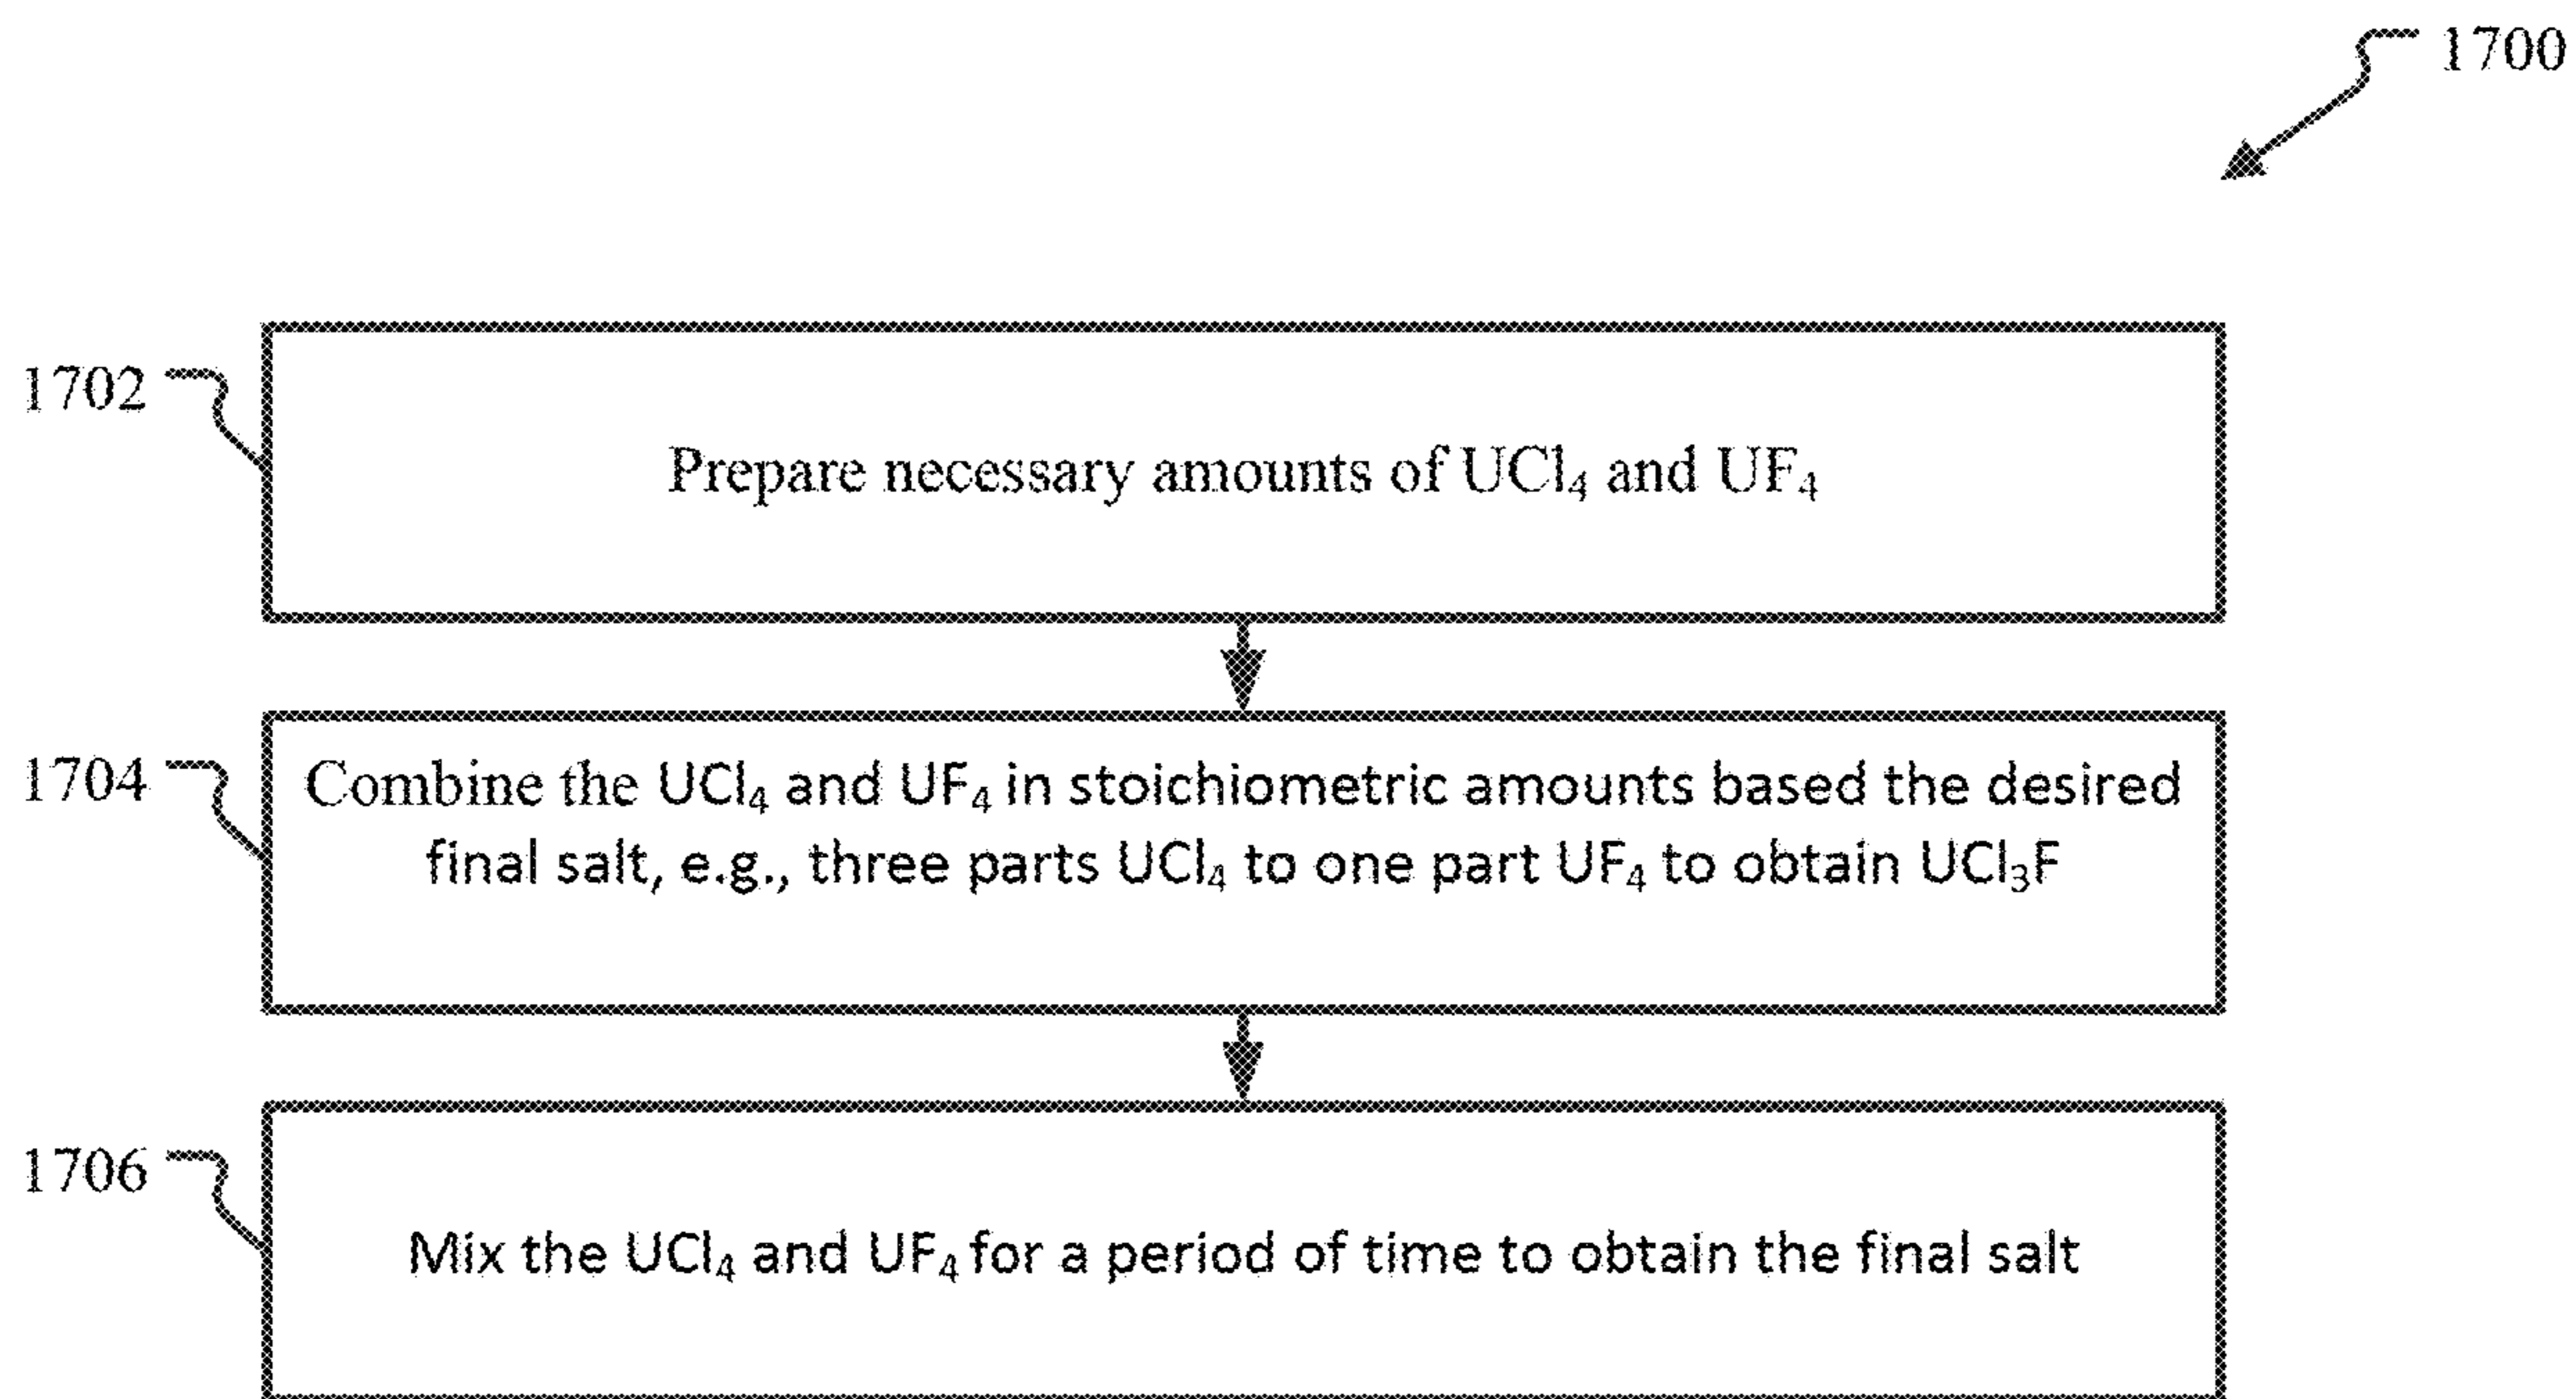 1700
1702
Prepare necessary amounts of UCl₄ and UF₄
1704
Combine the UCl₄ and UF₄ in stoichiometric amounts based the desired
final salt, e.g., three parts UCl₄ to one part UF₄ to obtain UCl₃F
1706
Mix the UCl₄ and UF₄ for a period of time to obtain the final salt